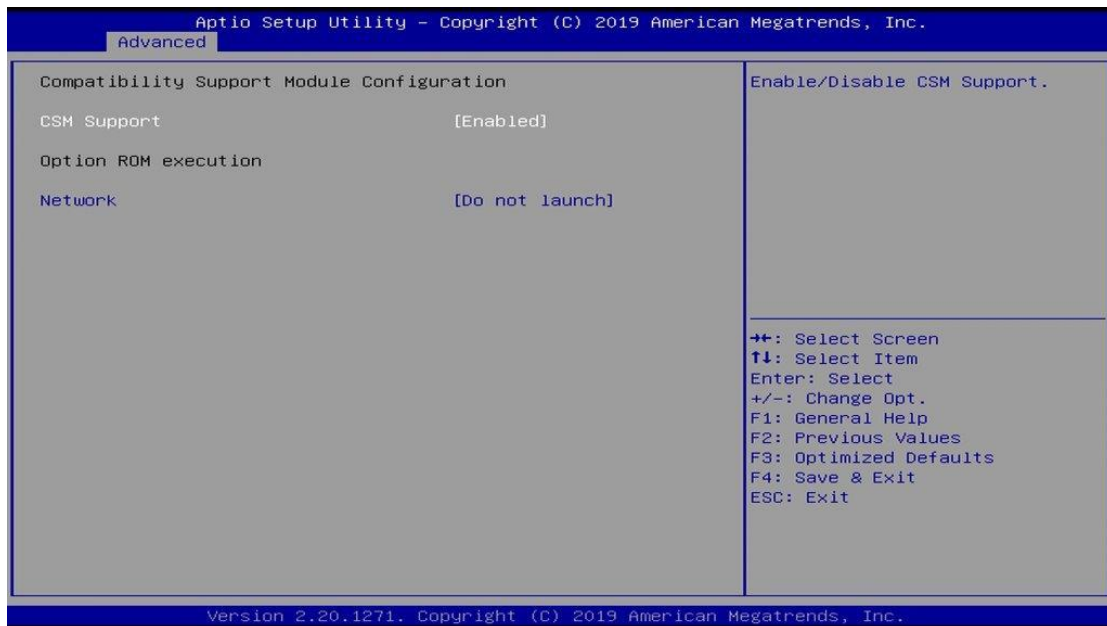 Aptio Setup Utility – Copyright (C) 2019 American Megatrends, Inc.
Advanced
Compatibility Support Module Configuration
CSM Support [Enabled]
Option ROM execution
Network [Do not launch]
Enable/Disable CSM Support.
→←: Select Screen
↑↓: Select Item
Enter: Select
+/-: Change Opt.
F1: General Help
F2: Previous Values
F3: Optimized Defaults
F4: Save & Exit
ESC: Exit
Version 2.20.1271. Copyright (C) 2019 American Megatrends, Inc.